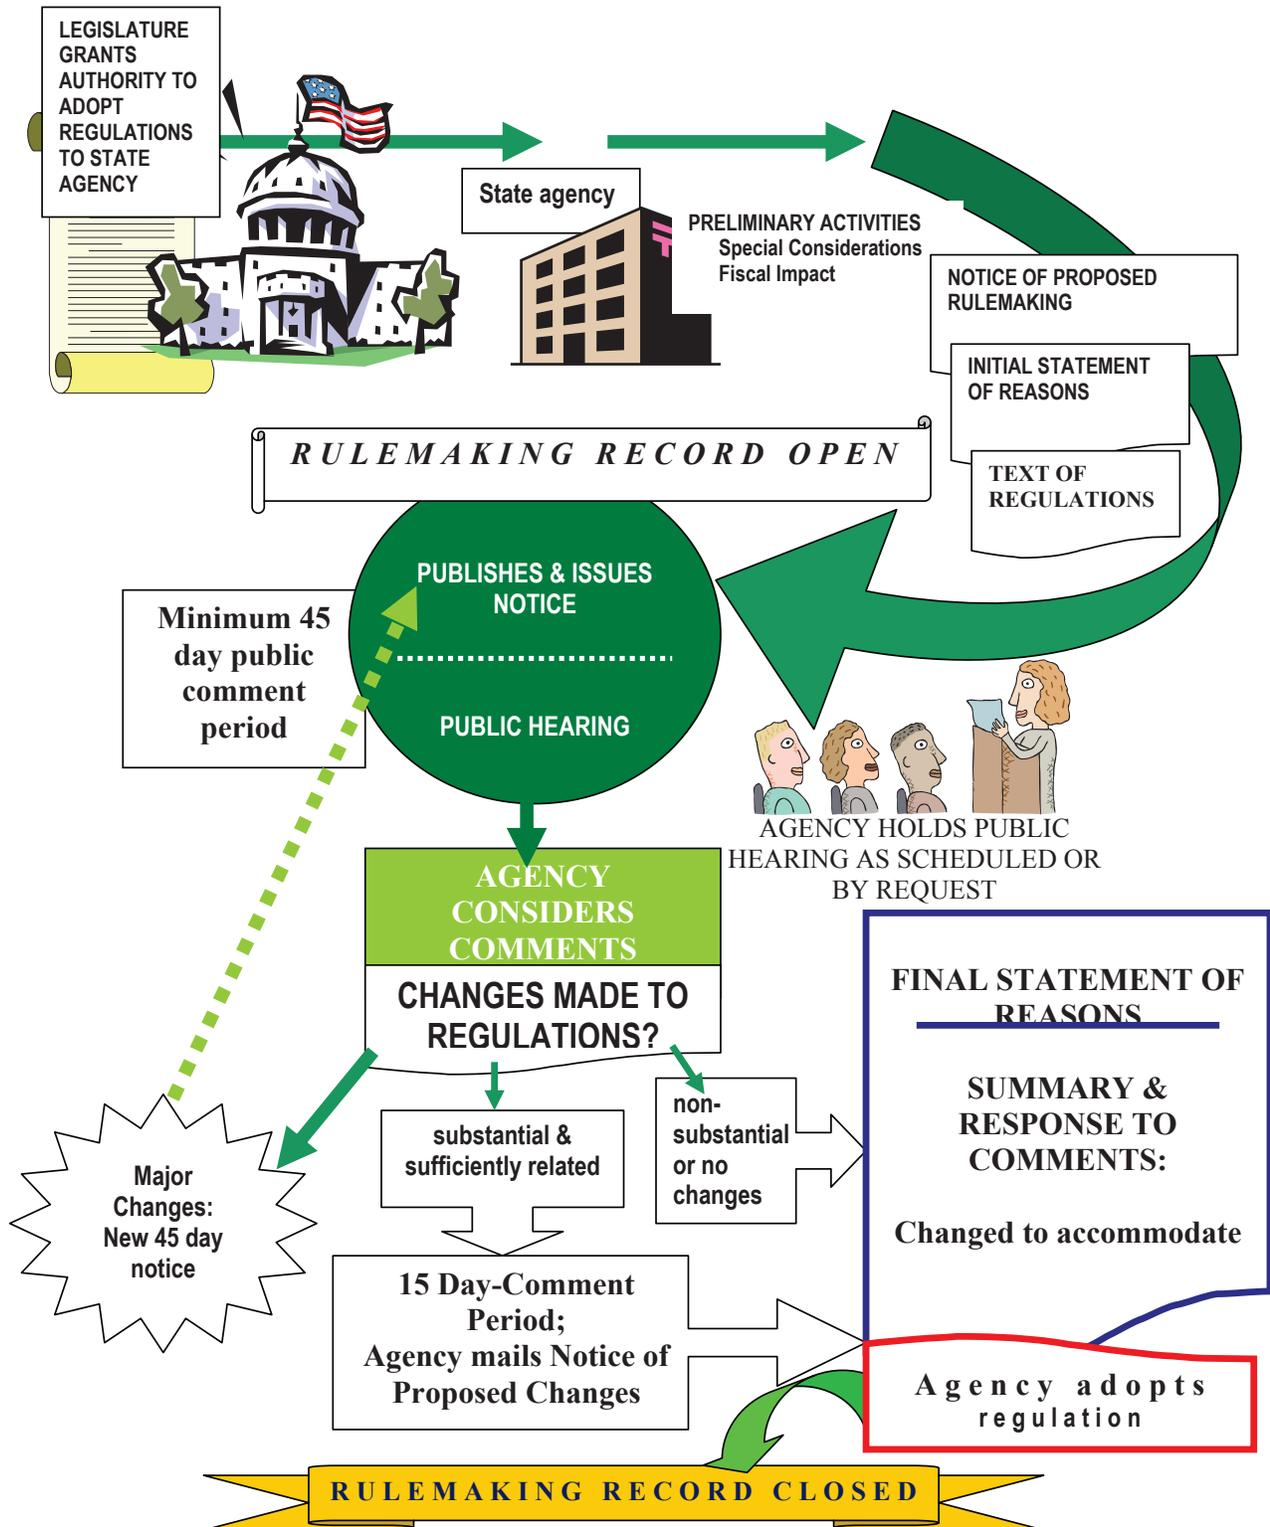 LEGISLATURE
GRANTS
AUTHORITY TO
ADOPT
REGULATIONS
TO STATE
AGENCY
State agency
PRELIMINARY ACTIVITIES
Special Considerations
Fiscal Impact
NOTICE OF PROPOSED
RULEMAKING
INITIAL STATEMENT
OF REASONS
TEXT OF
REGULATIONS
RULEMAKING RECORD OPEN
PUBLISHES & ISSUES
NOTICE
PUBLIC HEARING
Minimum 45
day public
comment
period
AGENCY HOLDS PUBLIC
HEARING AS SCHEDULED OR
BY REQUEST
AGENCY
CONSIDERS
COMMENTS
CHANGES MADE TO
REGULATIONS?
Major
Changes:
New 45 day
notice
substantial &
sufficiently related
non-
substantial
or no
changes
15 Day-Comment
Period;
Agency mails Notice of
Proposed Changes
FINAL STATEMENT OF
REASONS
SUMMARY &
RESPONSE TO
COMMENTS:
Changed to accommodate
Agency adopts
regulation
RULEMAKING RECORD CLOSED